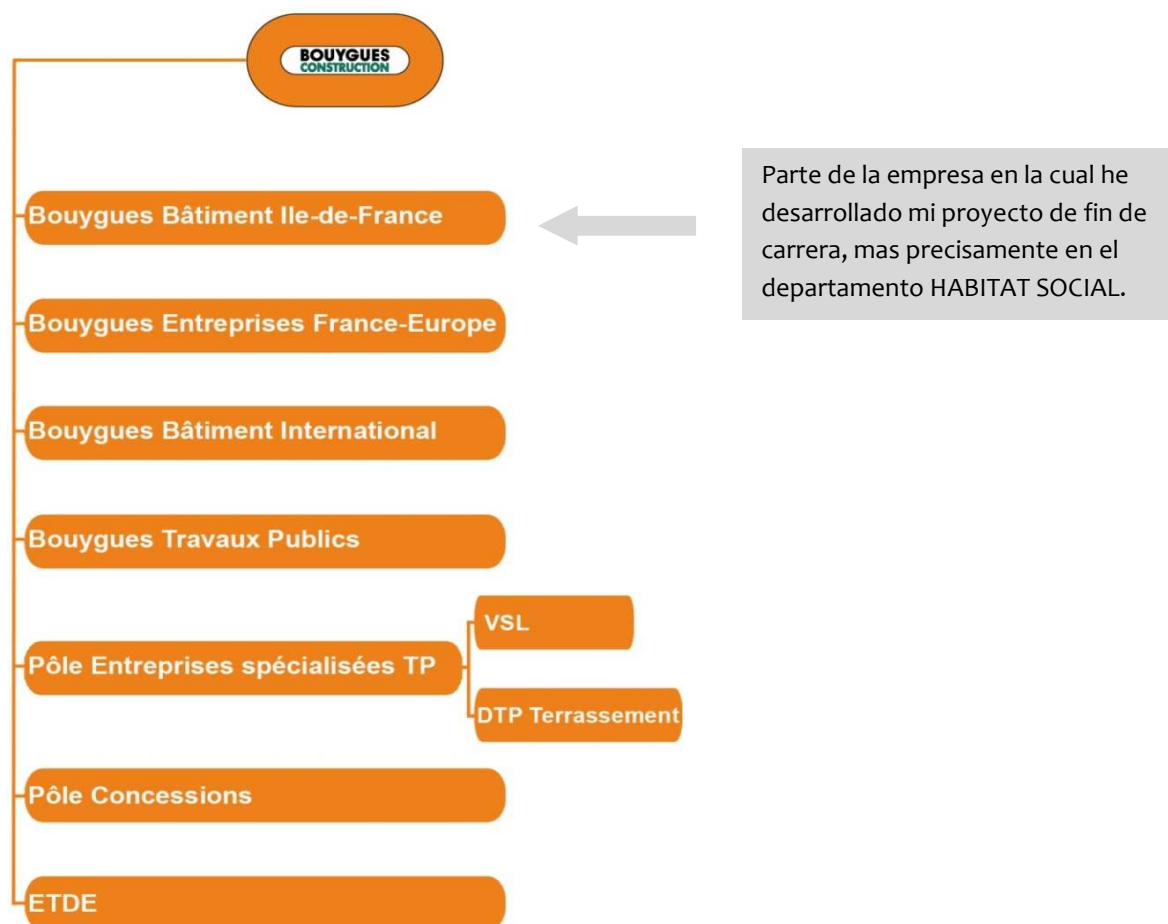 BOUYGUES
CONSTRUCTION
Bouygues Bâtiment Ile-de-France
Parte de la empresa en la cual he
desarrollado mi proyecto de fin de
carrera, mas precisamente en el
departamento HABITAT SOCIAL.
Bouygues Entreprises France-Europe
Bouygues Bâtiment International
Bouygues Travaux Publics
Pôle Entreprises spécialisées TP
VSL
DTP Terrassement
Pôle Concessions
ETDE